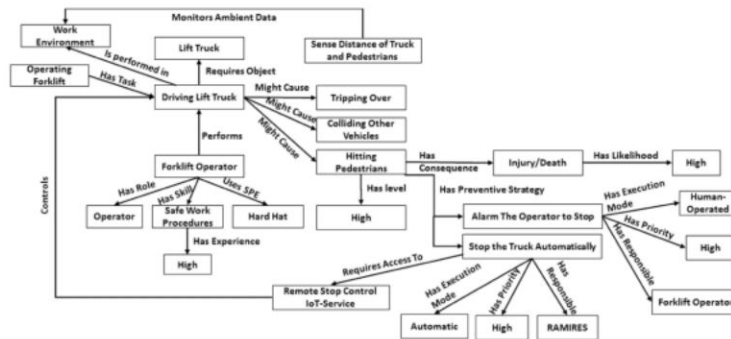 Monitors Ambient Data
Work
Environment
Lift Truck
Sense Distance of Truck
and Pedestrians
Is performed in
Operating
Forklift
Has Task
Requires Object
Driving Lift Truck
Might Cause
Tripping Over
Might Cause
Colliding Other
Vehicles
Might Cause
Performs
Hitting
Pedestrians
Has
Consequence
Injury/Death
Has Likelihood
High
Forklift Operator
Has level
Has Preventive Strategy
Has Role
Has Skill
Uses SPE
Controls
Operator
Safe Work
Procedures
Hard Hat
High
Has Experience
High
Alarm The Operator to Stop
Has Execution
Mode
Human-
Operated
Has Priority
High
Has Responsible
Forklift Operator
Stop the Truck Automatically
Requires Access To
Remote Stop Control
IoT-Service
Has Execution
Mode
Has Priority
Has
Responsible
Automatic
High
RAMIRES